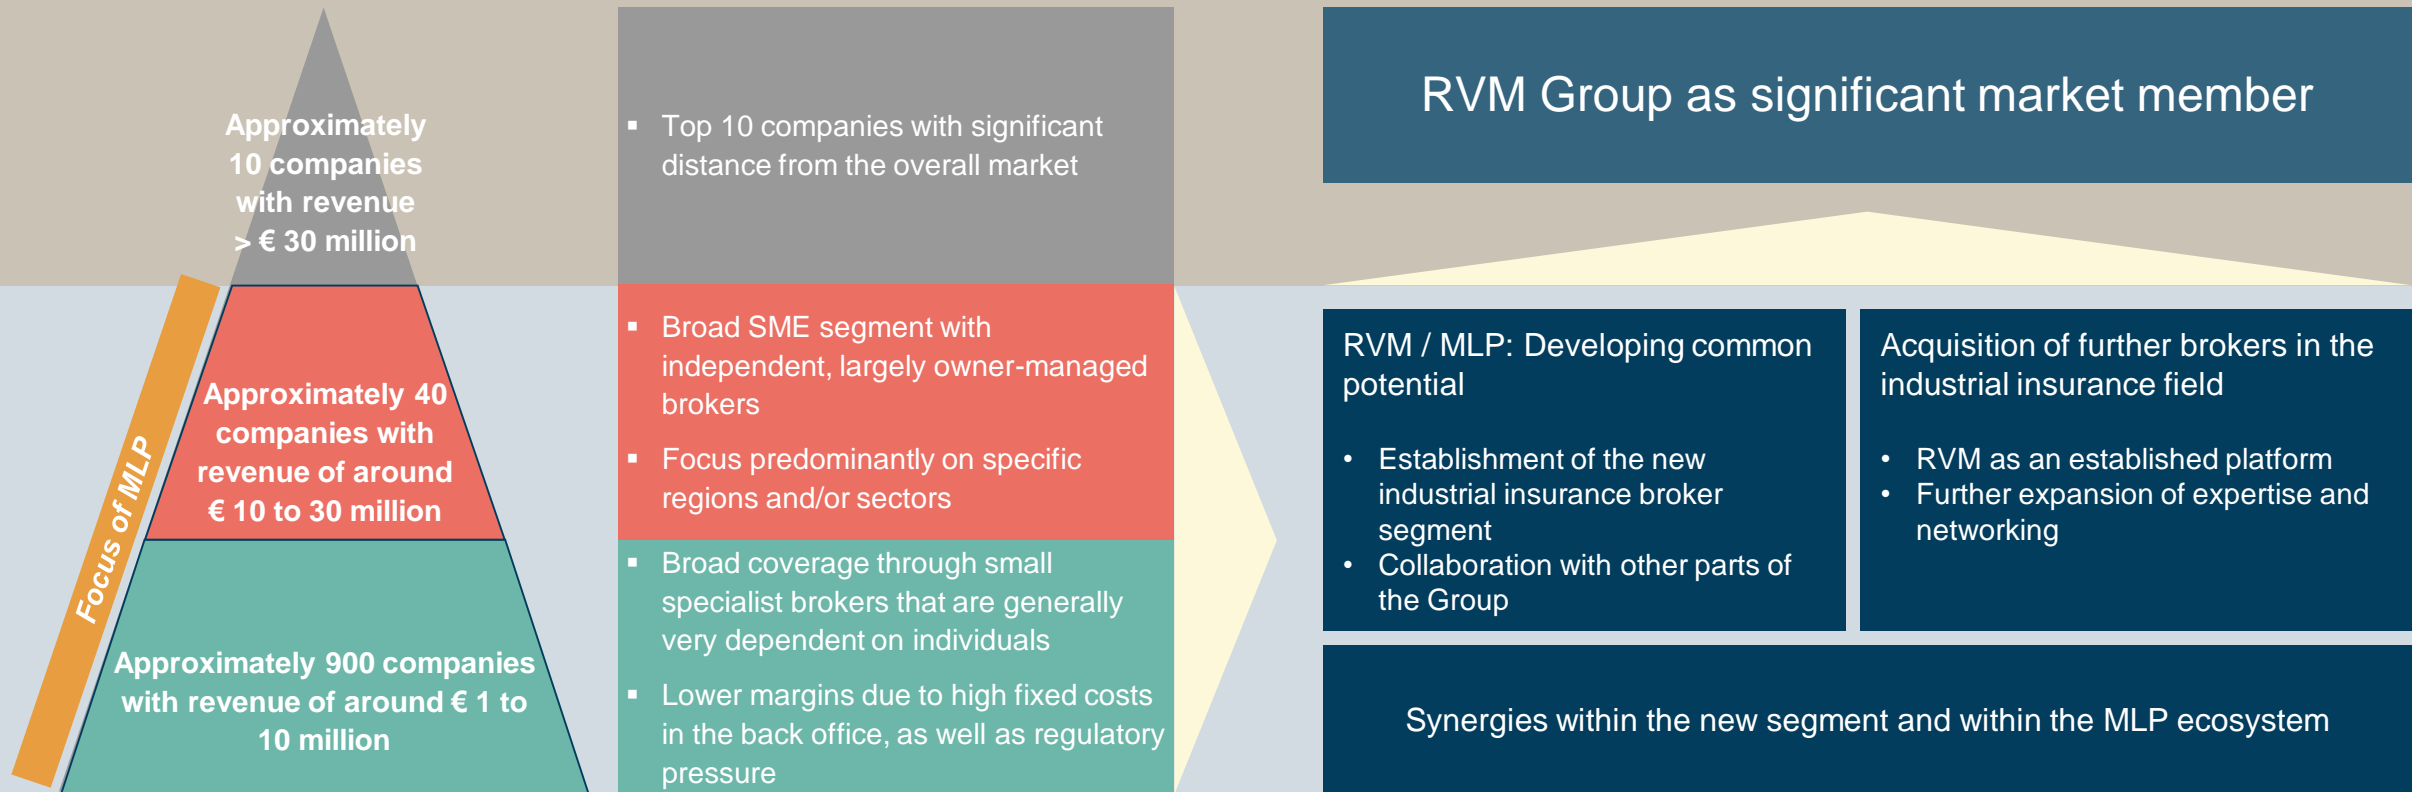 Approximately
10 companies
with revenue
> € 30 million
Approximately 40
companies with
revenue of around
€ 10 to 30 million
Approximately 900 companies
with revenue of around € 1 to
10 million
Focus of MLP
▪ Top 10 companies with significant
distance from the overall market
▪ Broad SME segment with
independent, largely owner-managed
brokers
▪ Focus predominantly on specific
regions and/or sectors
▪ Broad coverage through small
specialist brokers that are generally
very dependent on individuals
▪ Lower margins due to high fixed costs
in the back office, as well as regulatory
pressure
RVM Group as significant market member
RVM / MLP: Developing common
potential
• Establishment of the new
industrial insurance broker
segment
• Collaboration with other parts of
the Group
Acquisition of further brokers in the
industrial insurance field
• RVM as an established platform
• Further expansion of expertise and
networking
Synergies within the new segment and within the MLP ecosystem